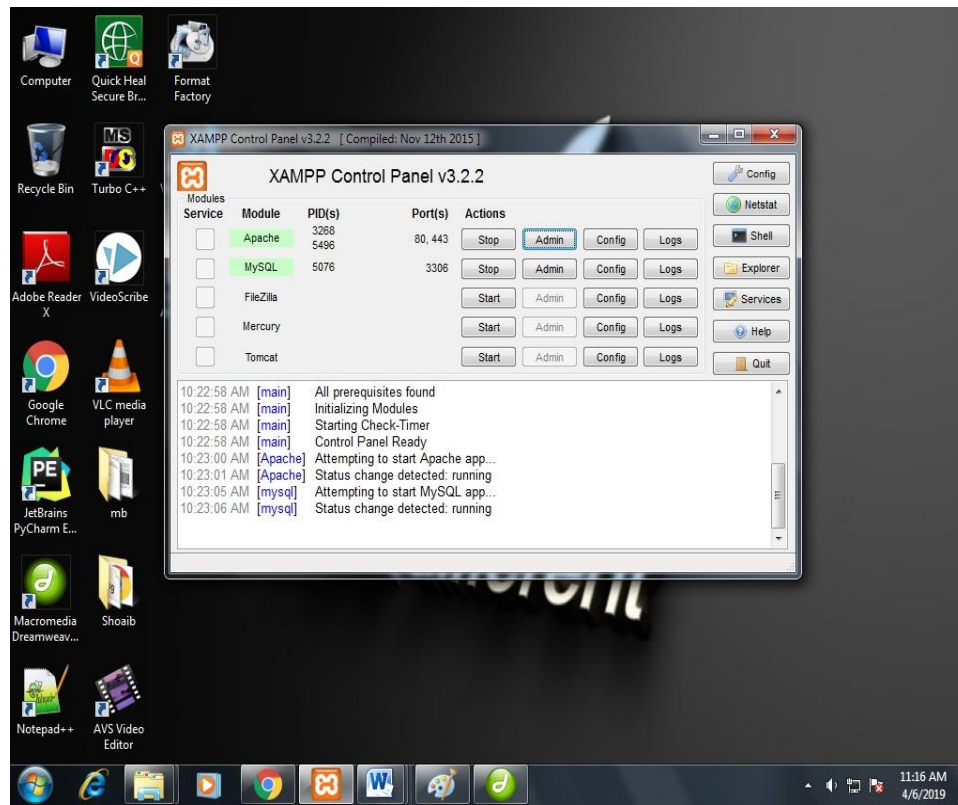 Computer
Quick Heal
Secure Br...
Format
Factory
Recycle Bin
MS
Turbo C++
Adobe Reader
X
VideoScribe
Google
Chrome
VLC media
player
PE
JetBrains
PyCharm E...
mb
Macromedia
Dreamweav...
Shoaib
Notepad++
AVS Video
Editor
XAMPP Control Panel v3.2.2 [ Compiled: Nov 12th 2015 ]
XAMPP Control Panel v3.2.2
Modules
Service Module PID(s) Port(s) Actions
Apache 3268 5496 80, 443 Stop Admin Config Logs
MySQL 5076 3306 Stop Admin Config Logs
FileZilla Start Admin Config Logs
Mercury Start Admin Config Logs
Tomcat Start Admin Config Logs
Config
Netstat
Shell
Explorer
Services
Help
Quit
10:22:58 AM [main] All prerequisites found
10:22:58 AM [main] Initializing Modules
10:22:58 AM [main] Starting Check-Timer
10:22:58 AM [main] Control Panel Ready
10:23:00 AM [Apache] Attempting to start Apache app...
10:23:01 AM [Apache] Status change detected: running
10:23:05 AM [mysql] Attempting to start MySQL app...
10:23:06 AM [mysql] Status change detected: running
11:16 AM
4/6/2019